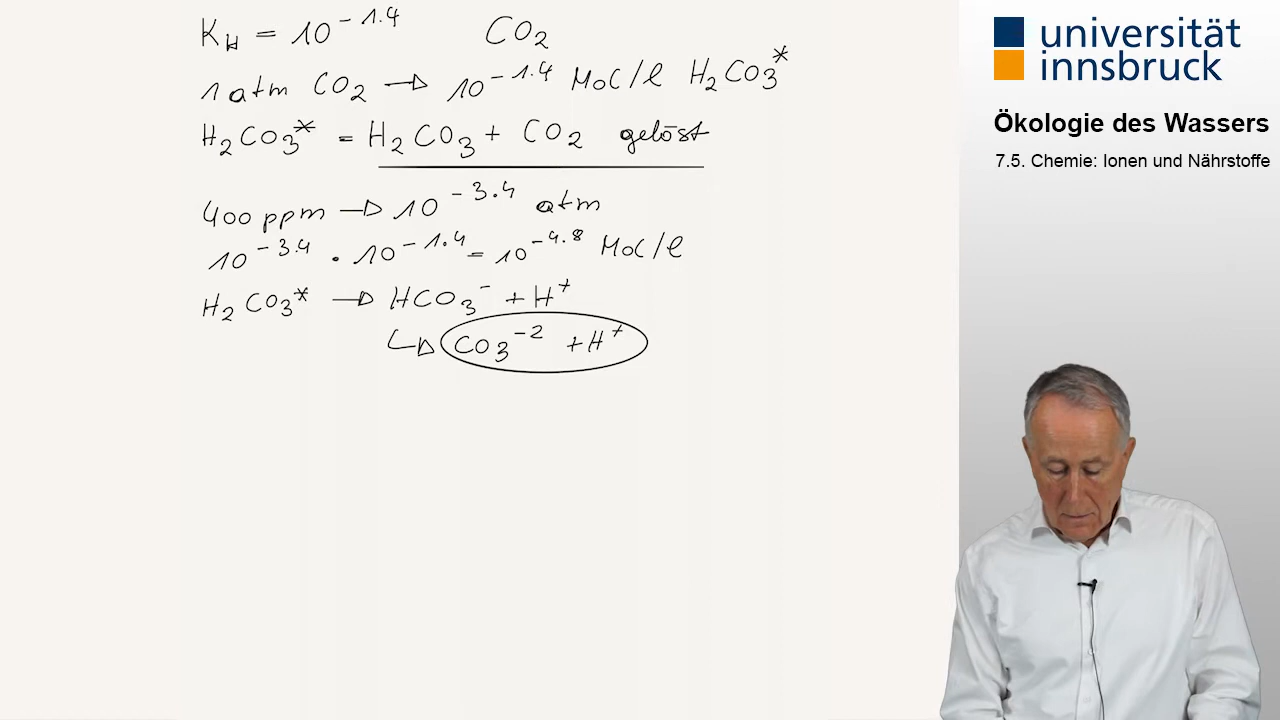 K_H = 10^-1.4 CO₂
1 atm CO₂ → 10^-1.4 Mol/l H₂CO₃*
H₂CO₃* = H₂CO₃ + CO₂ gelöst
400 ppm → 10^-3.4 atm
10^-3.4 · 10^-1.4 = 10^-4.8 Mol/l
H₂CO₃* → HCO₃⁻ + H⁺
↳ CO₃⁻² + H⁺
universität
innsbruck
Ökologie des Wassers
7.5. Chemie: Ionen und Nährstoffe